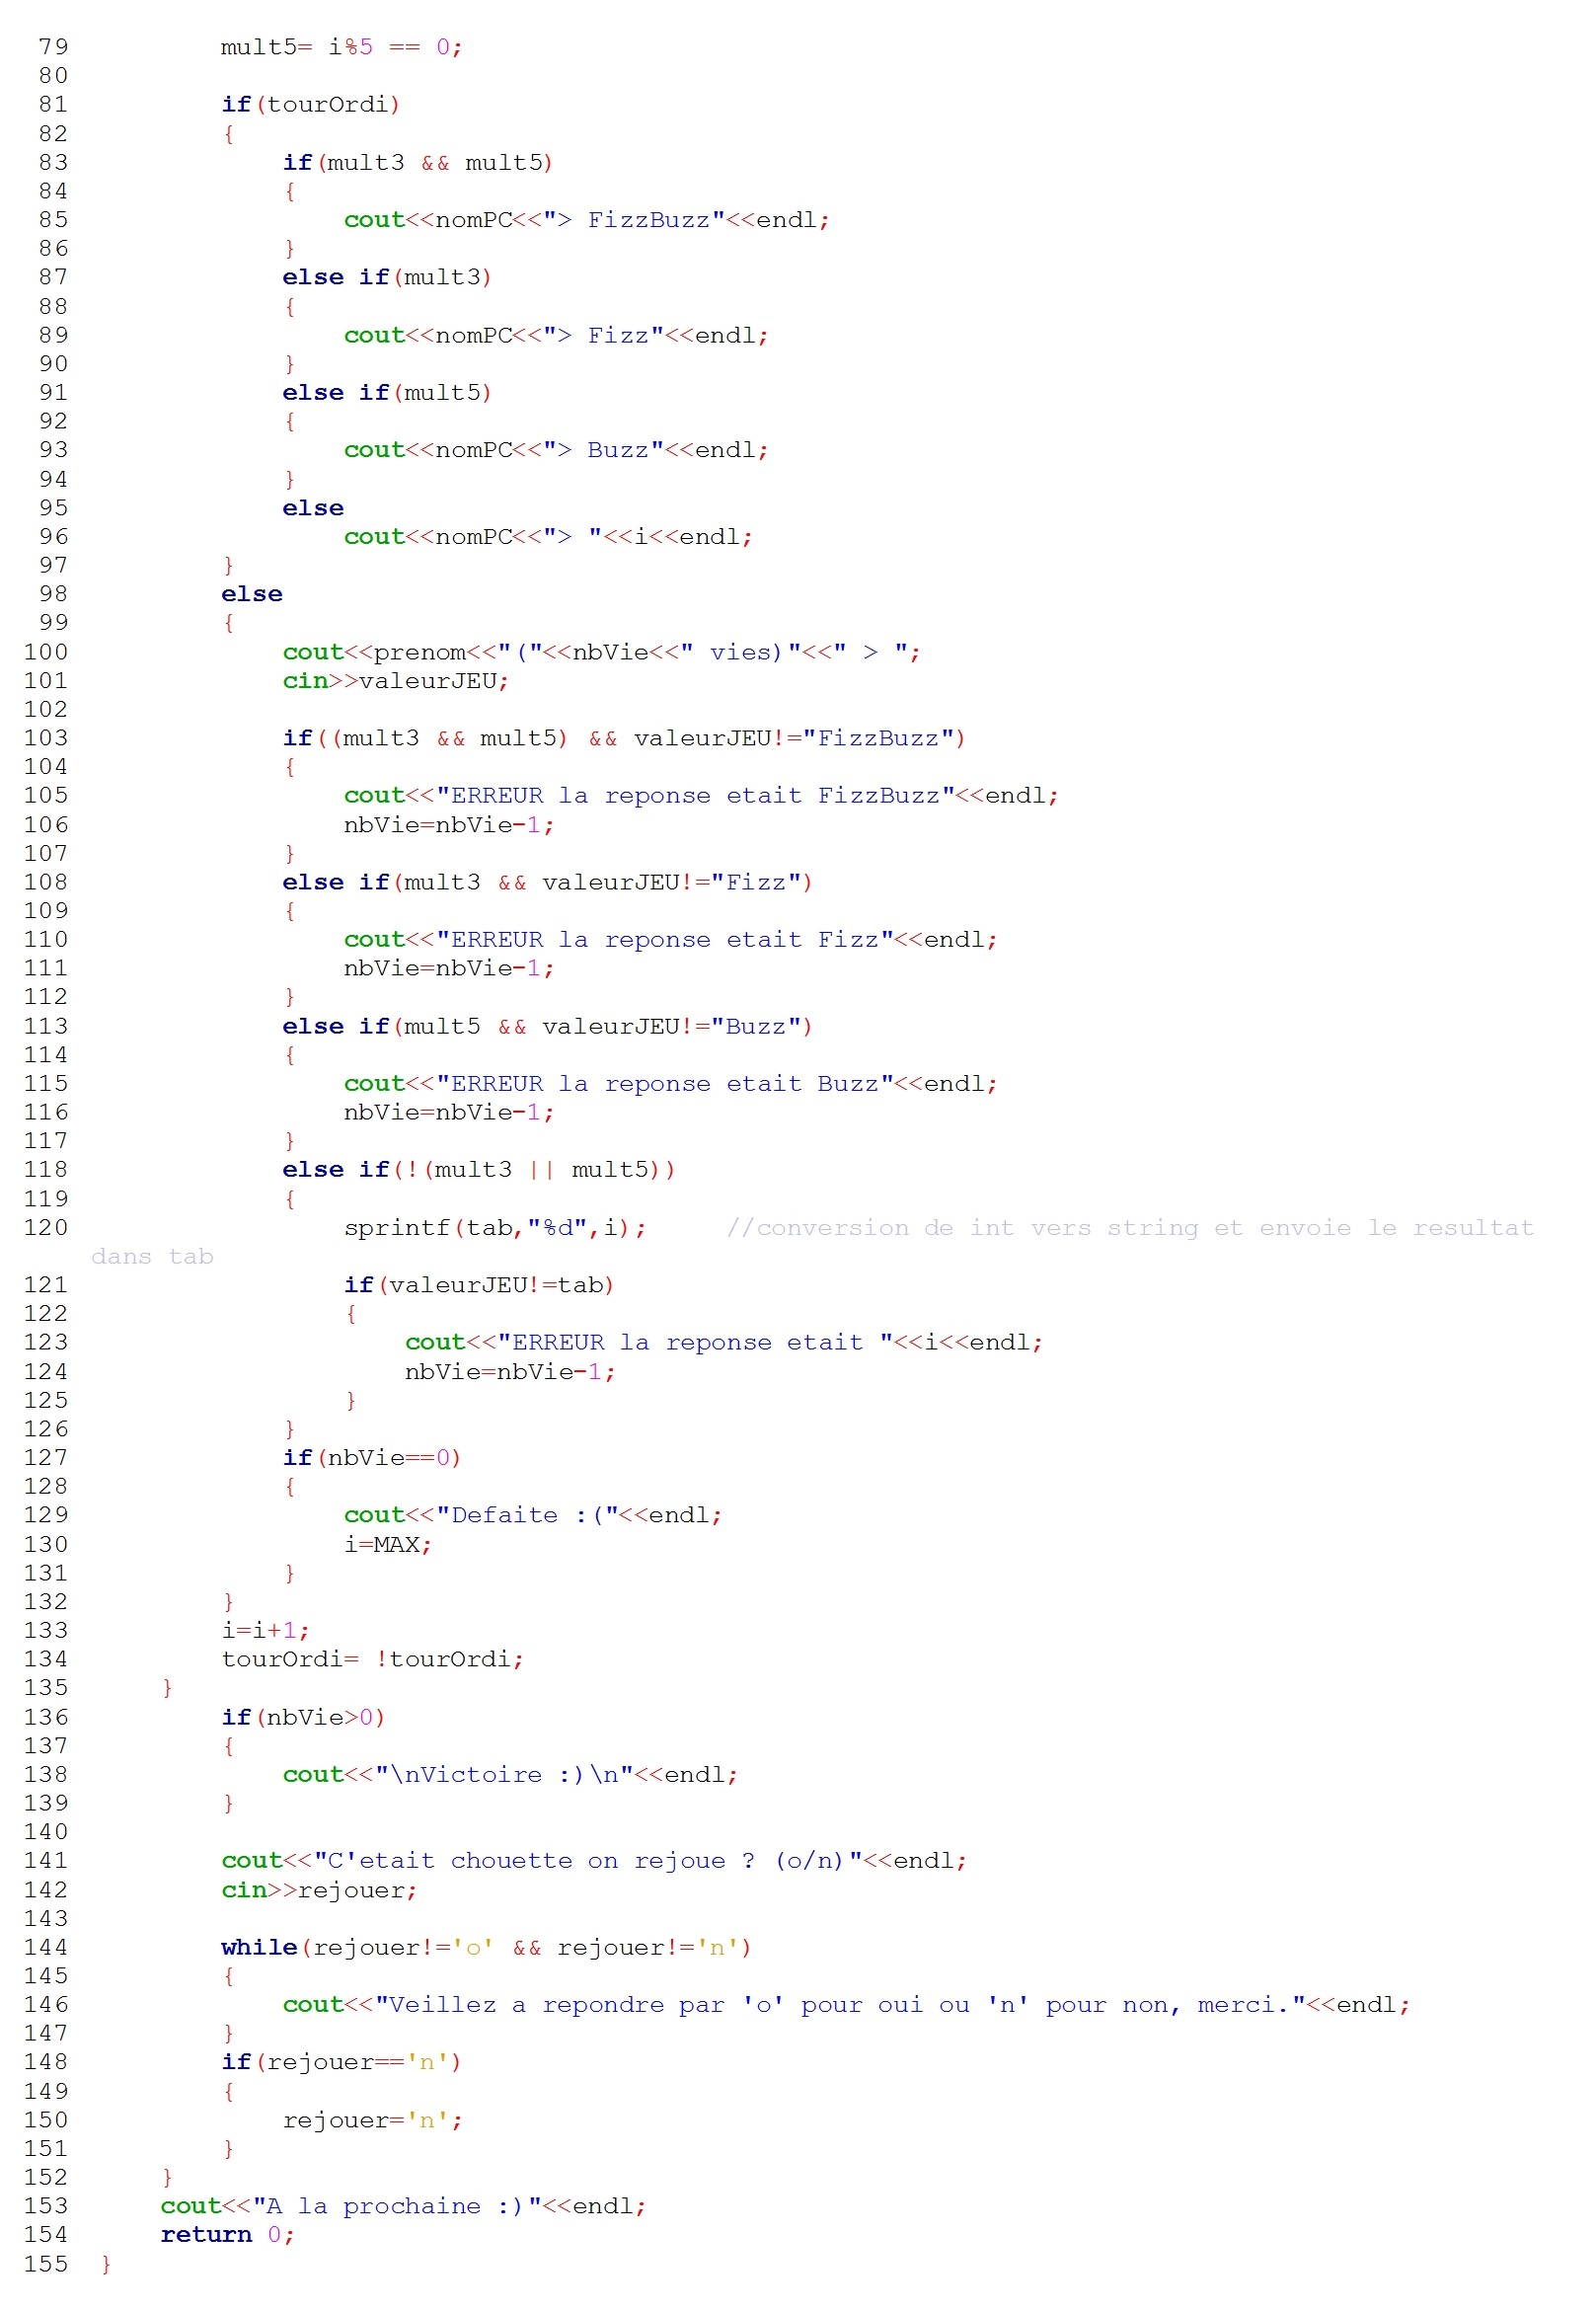 79          mult5= i%5 == 0;
80
81          if(tourOrdi)
82          {
83              if(mult3 && mult5)
84              {
85                  cout<<nomPC<<"> FizzBuzz"<<endl;
86              }
87              else if(mult3)
88              {
89                  cout<<nomPC<<"> Fizz"<<endl;
90              }
91              else if(mult5)
92              {
93                  cout<<nomPC<<"> Buzz"<<endl;
94              }
95              else
96                  cout<<nomPC<<"> "<<i<<endl;
97          }
98          else
99          {
100              cout<<prenom<<"("<<nbVie<<" vies)"<<" > ";
101              cin>>valeurJEU;
102
103              if((mult3 && mult5) && valeurJEU!="FizzBuzz")
104              {
105                  cout<<"ERREUR la reponse etait FizzBuzz"<<endl;
106                  nbVie=nbVie-1;
107              }
108              else if(mult3 && valeurJEU!="Fizz")
109              {
110                  cout<<"ERREUR la reponse etait Fizz"<<endl;
111                  nbVie=nbVie-1;
112              }
113              else if(mult5 && valeurJEU!="Buzz")
114              {
115                  cout<<"ERREUR la reponse etait Buzz"<<endl;
116                  nbVie=nbVie-1;
117              }
118              else if(!(mult3 || mult5))
119              {
120                  sprintf(tab,"%d",i);     //conversion de int vers string et envoie le resultat
dans tab
121                  if(valeurJEU!=tab)
122                  {
123                      cout<<"ERREUR la reponse etait "<<i<<endl;
124                      nbVie=nbVie-1;
125                  }
126              }
127              if(nbVie==0)
128              {
129                  cout<<"Defaite :("<<endl;
130                  i=MAX;
131              }
132          }
133          i=i+1;
134          tourOrdi= !tourOrdi;
135      }
136          if(nbVie>0)
137          {
138              cout<<"\nVictoire :)\n"<<endl;
139          }
140
141          cout<<"C'etait chouette on rejoue ? (o/n)"<<endl;
142          cin>>rejouer;
143
144          while(rejouer!='o' && rejouer!='n')
145          {
146              cout<<"Veillez a repondre par 'o' pour oui ou 'n' pour non, merci."<<endl;
147          }
148          if(rejouer=='n')
149          {
150              rejouer='n';
151          }
152      }
153      cout<<"A la prochaine :)"<<endl;
154      return 0;
155  }